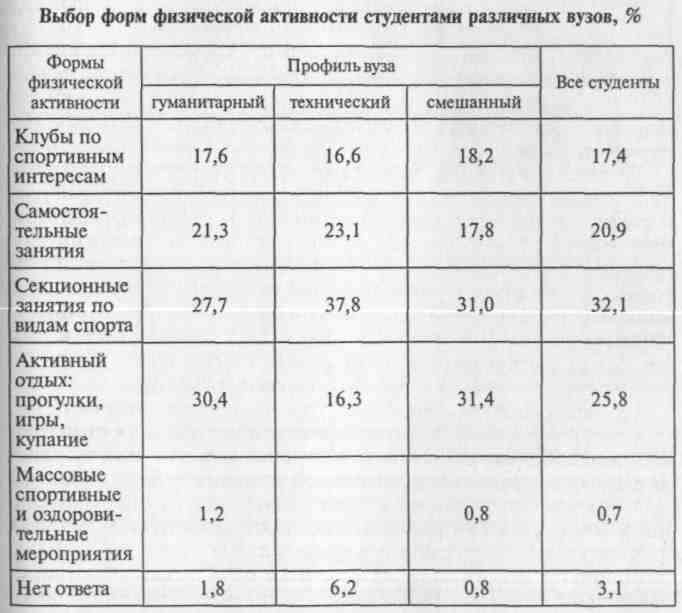 Выбор форм физической активности студентами различных вузов, %
Формы
физической
активности
Профиль вуза
Все студенты
гуманитарный технический смешанный
Клубы по
спортивным
интересам
17,6 16,6 18,2 17,4
Самостоя-
тельные
занятия
21,3 23,1 17,8 20,9
Секционные
занятия по
видам спорта
27,7 37,8 31,0 32,1
Активный
отдых:
прогулки,
игры,
купание
30,4 16,3 31,4 25,8
Массовые
спортивные
и оздорови-
тельные
мероприятия
1,2 0,8 0,7
Нет ответа 1,8 6,2 0,8 3,1